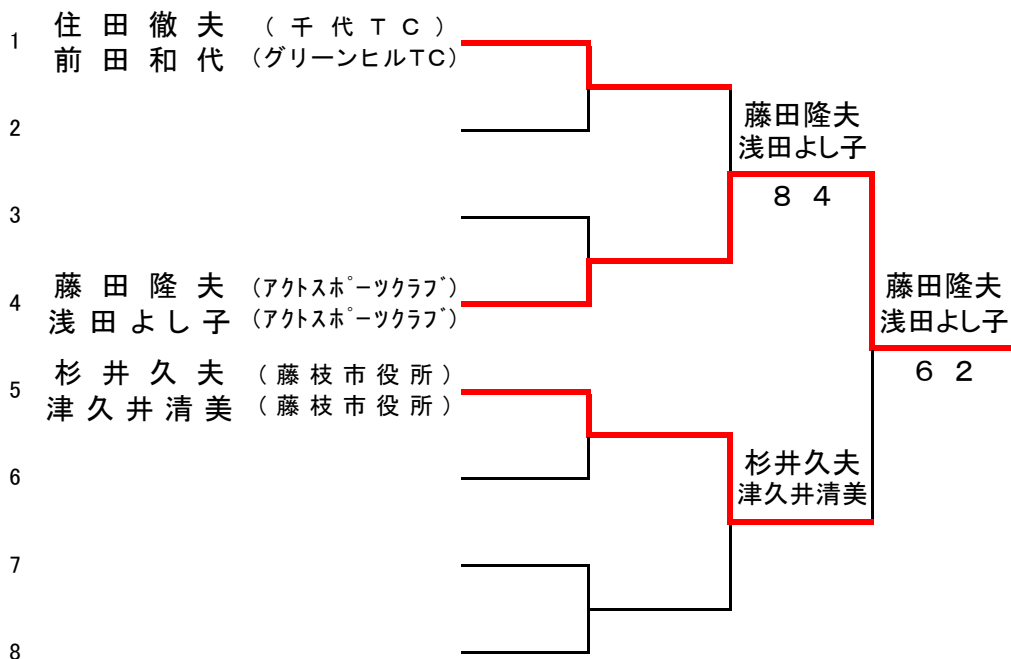 1 住田徹夫 (千代TC)
前田和代 (グリーンヒルTC)
2
3
4 藤田隆夫 (アクトスポーツクラブ)
浅田よし子 (アクトスポーツクラブ)
5 杉井久夫 (藤枝市役所)
津久井清美 (藤枝市役所)
6
7
8
藤田隆夫
浅田よし子
8 4
杉井久夫
津久井清美
藤田隆夫
浅田よし子
6 2